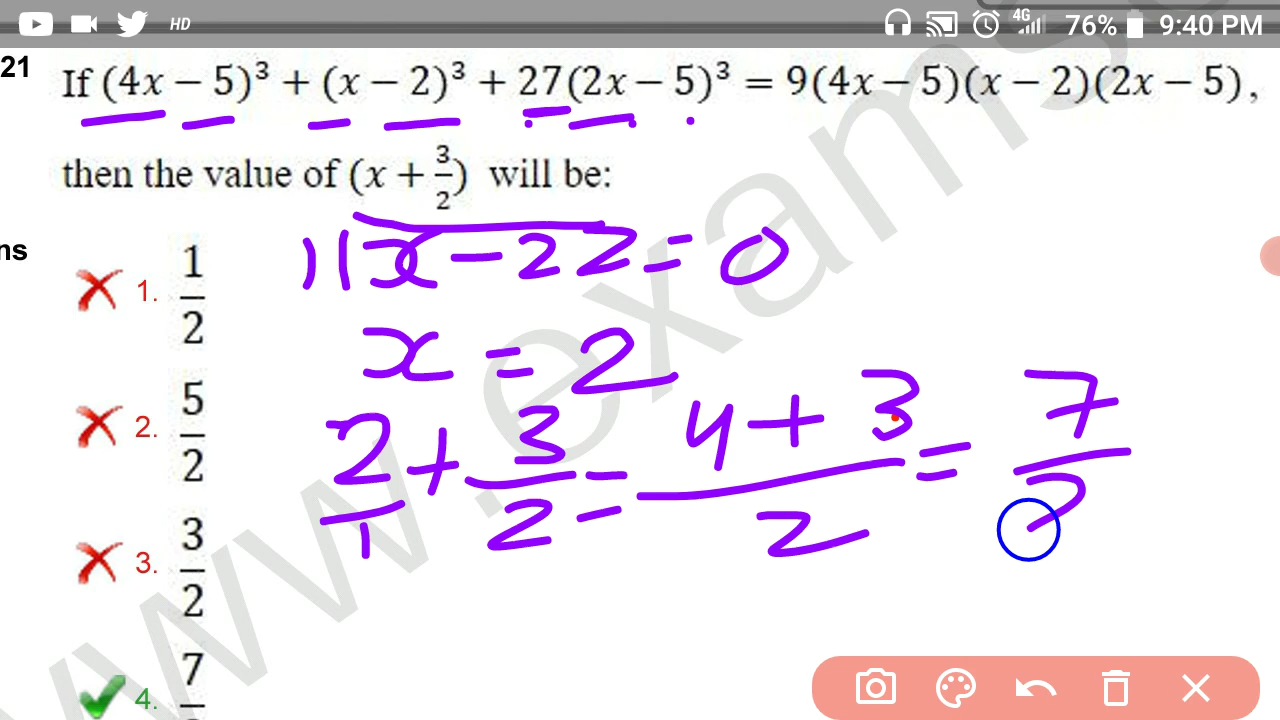 HD 4G 76% 9:40 PM
21 If (4x – 5)³ + (x – 2)³ + 27(2x – 5)³ = 9(4x – 5)(x – 2)(2x – 5),
then the value of (x + 3/2) will be:
11x - 22 = 0
ns
1. 1/2
x = 2
2. 5/2
2/1 + 3/2 = 4+3/2 = 7/2
3. 3/2
4. 7
www.exams